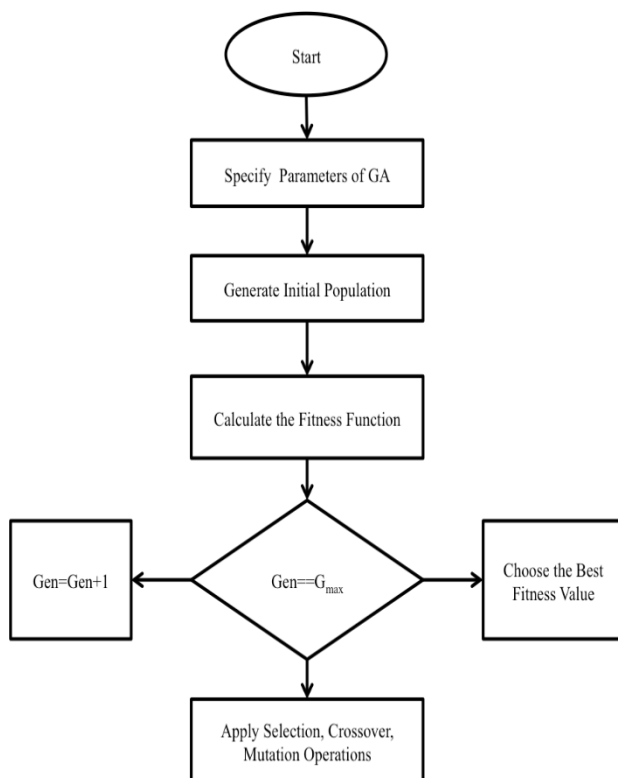 Start
Specify Parameters of GA
Generate Initial Population
Calculate the Fitness Function
Gen=Gen+1
Gen==Gmax
Choose the Best
Fitness Value
Apply Selection, Crossover,
Mutation Operations